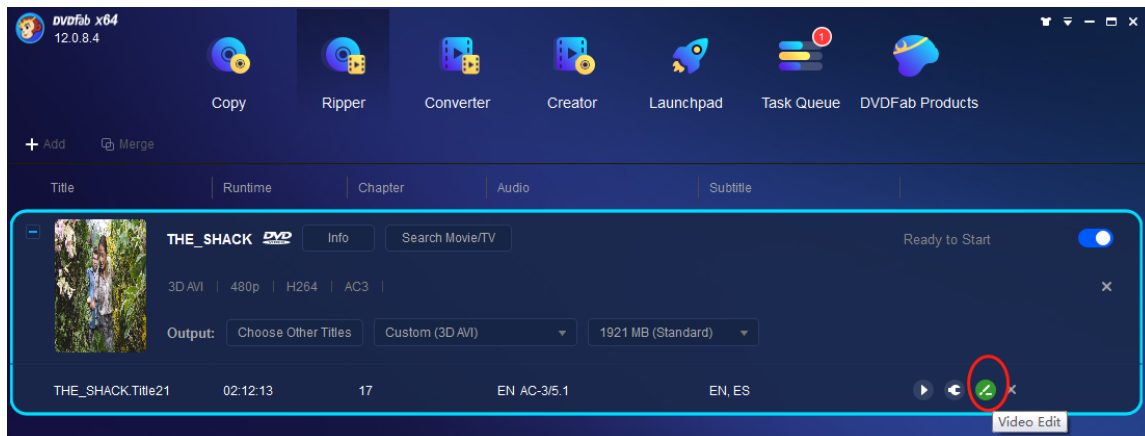 DVDFab x64
12.0.8.4
1
Copy Ripper Converter Creator Launchpad Task Queue DVDFab Products
Add Merge
Title Runtime Chapter Audio Subtitle
THE_SHACK DVD Info Search Movie/TV Ready to Start
3D AVI | 480p | H264 | AC3 |
Output: Choose Other Titles Custom (3D AVI) 1921 MB (Standard)
THE_SHACK.Title21 02:12:13 17 EN AC-3/5.1 EN, ES
Video Edit